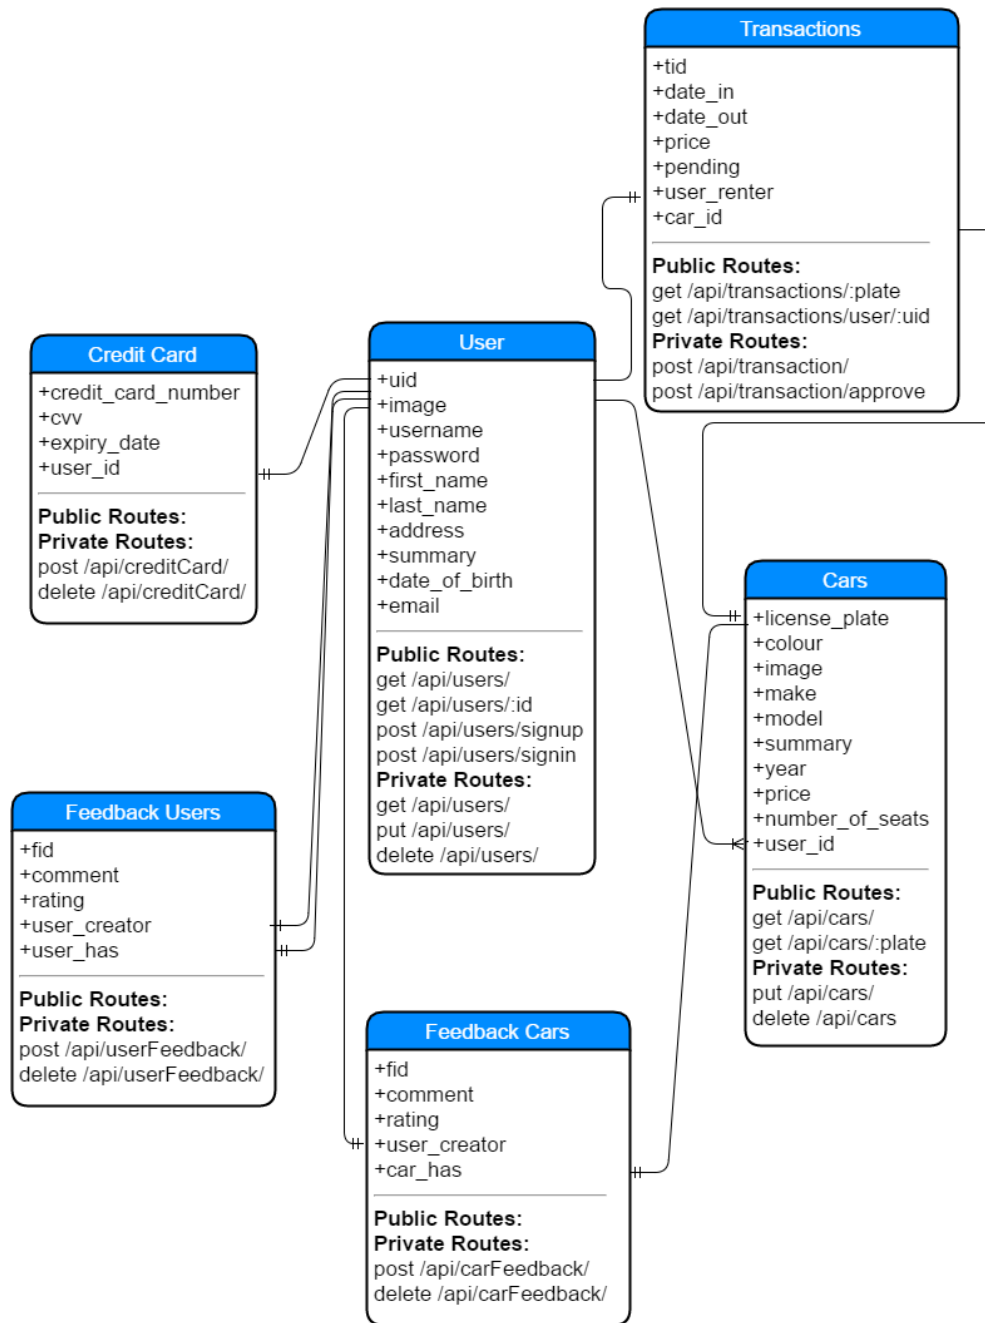 Transactions
+tid
+date_in
+date_out
+price
+pending
+user_renter
+car_id
Public Routes:
get /api/transactions/:plate
get /api/transactions/user/:uid
Private Routes:
post /api/transaction/
post /api/transaction/approve
Credit Card
+credit_card_number
+cvv
+expiry_date
+user_id
Public Routes:
Private Routes:
post /api/creditCard/
delete /api/creditCard/
User
+uid
+image
+username
+password
+first_name
+last_name
+address
+summary
+date_of_birth
+email
Public Routes:
get /api/users/
get /api/users/:id
post /api/users/signup
post /api/users/signin
Private Routes:
get /api/users/
put /api/users/
delete /api/users/
Cars
+license_plate
+colour
+image
+make
+model
+summary
+year
+price
+number_of_seats
+user_id
Public Routes:
get /api/cars/
get /api/cars/:plate
Private Routes:
put /api/cars/
delete /api/cars
Feedback Users
+fid
+comment
+rating
+user_creator
+user_has
Public Routes:
Private Routes:
post /api/userFeedback/
delete /api/userFeedback/
Feedback Cars
+fid
+comment
+rating
+user_creator
+car_has
Public Routes:
Private Routes:
post /api/carFeedback/
delete /api/carFeedback/